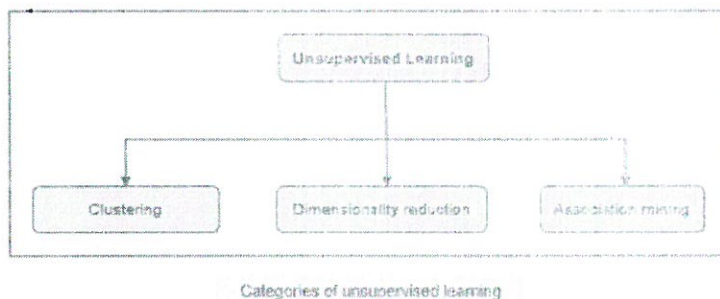 Unsupervised Learning
Clustering
Dimensionality reduction
Association mining
Categories of unsupervised learning